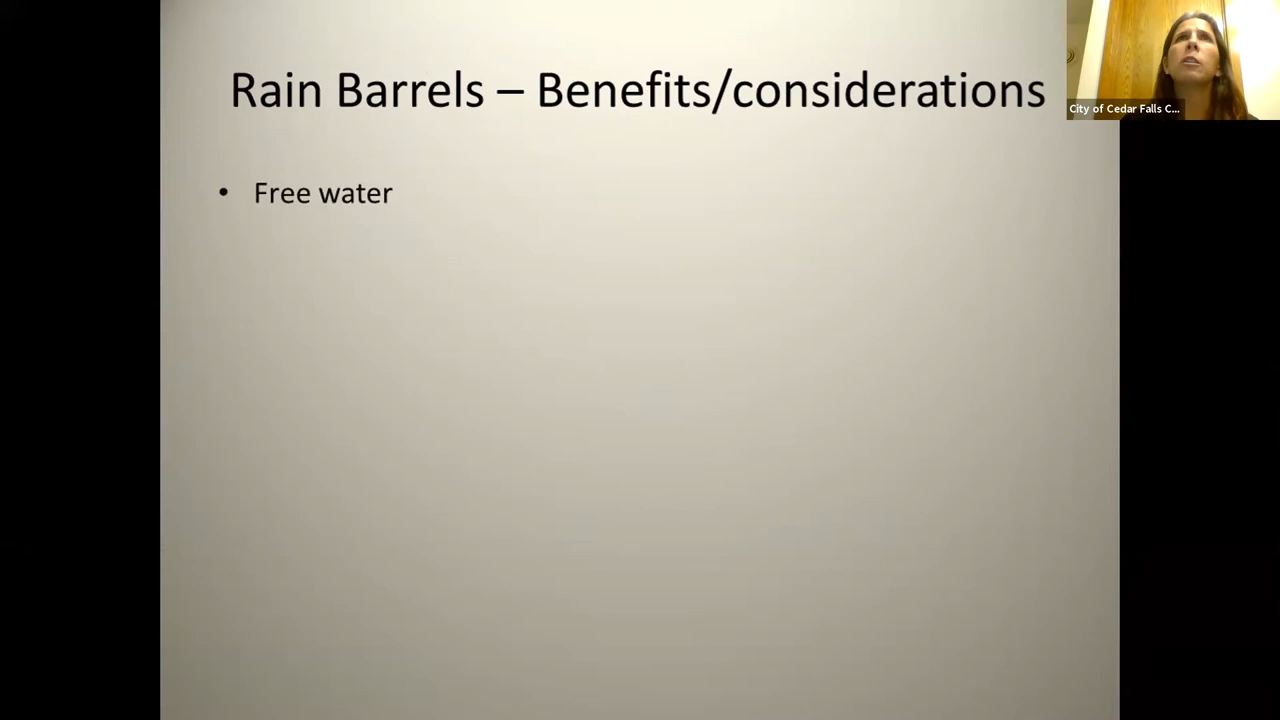 Rain Barrels – Benefits/considerations
City of Cedar Falls C...
• Free water